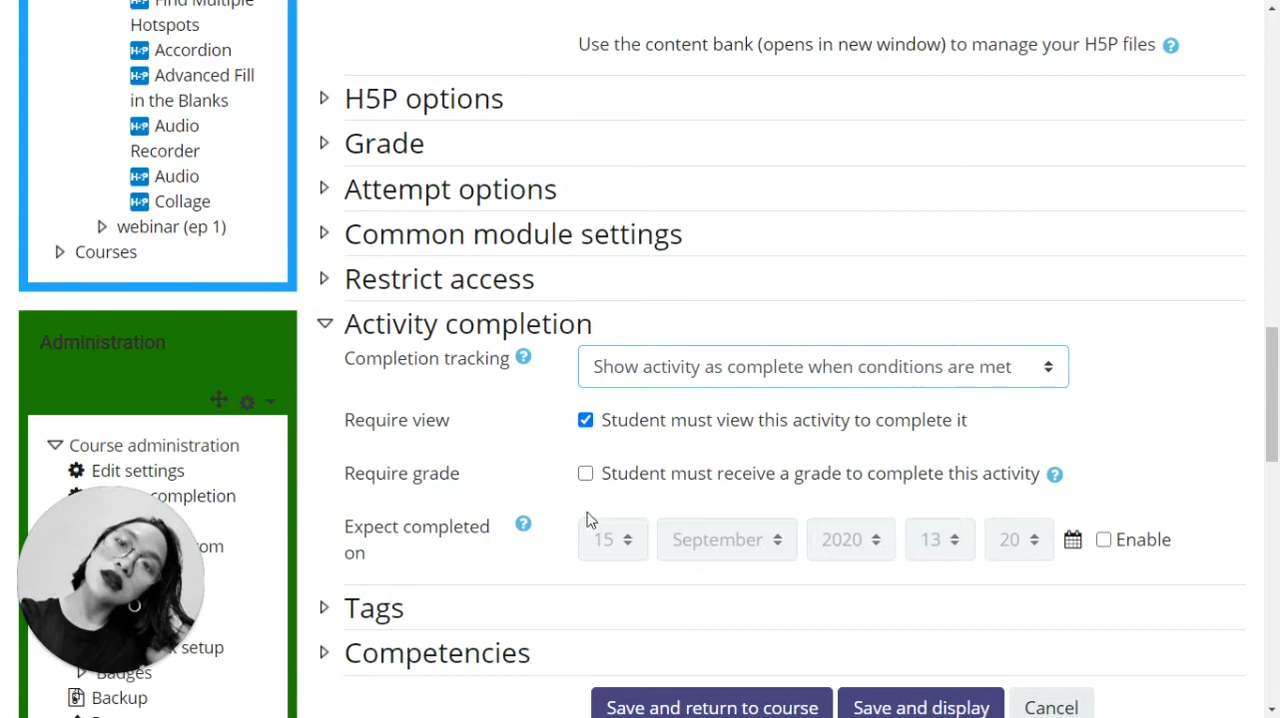 Find Multiple
Hotspots
H-P Accordion
H-P Advanced Fill
in the Blanks
H-P Audio
Recorder
H-P Audio
H-P Collage
webinar (ep 1)
Courses
Administration
Course administration
Edit settings
completion
setup
Badges
Backup
Use the content bank (opens in new window) to manage your H5P files ?
H5P options
Grade
Attempt options
Common module settings
Restrict access
Activity completion
Completion tracking ? Show activity as complete when conditions are met
Require view Student must view this activity to complete it
Require grade Student must receive a grade to complete this activity ?
Expect completed
on ? 15 September 2020 13 20 Enable
Tags
Competencies
Save and return to course Save and display Cancel